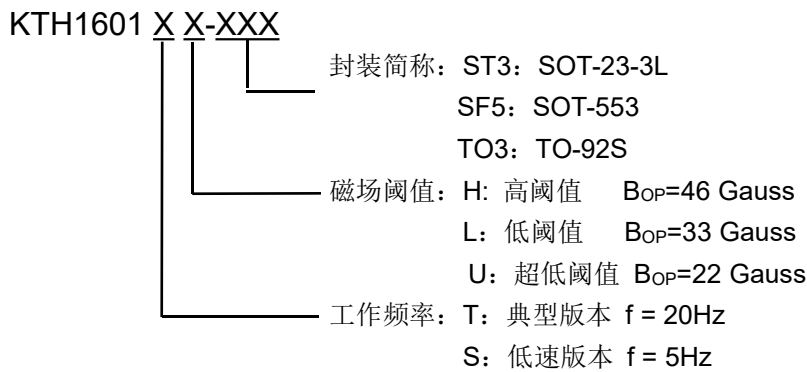 KTH1601 X X-XXX
封装简称：ST3：SOT-23-3L
SF5：SOT-553
TO3：TO-92S
磁场阈值：H: 高阈值 BOP=46 Gauss
L：低阈值 BOP=33 Gauss
U：超低阈值 BOP=22 Gauss
工作频率：T：典型版本 f = 20Hz
S：低速版本 f = 5Hz